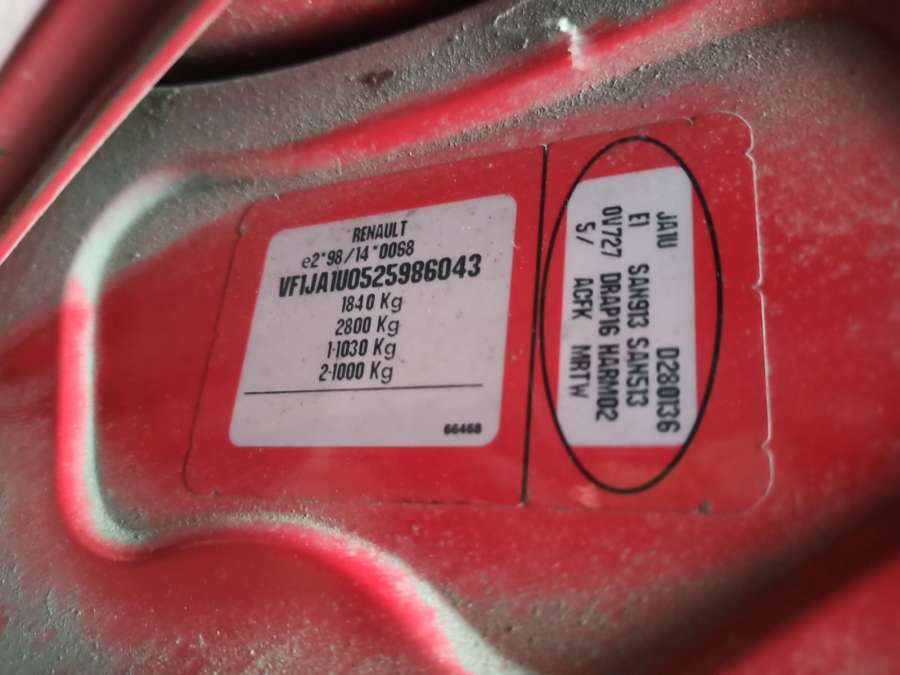 RENAULT
e2*98/14*0068
VF1JA1U0525986043
1840 Kg
2800 Kg
1-1030 Kg
2-1000 Kg
66468
JA1U D280136
E1 SAN913 SAN513
0V727 DRAP16 HARM02
S/ ACFK MRTW